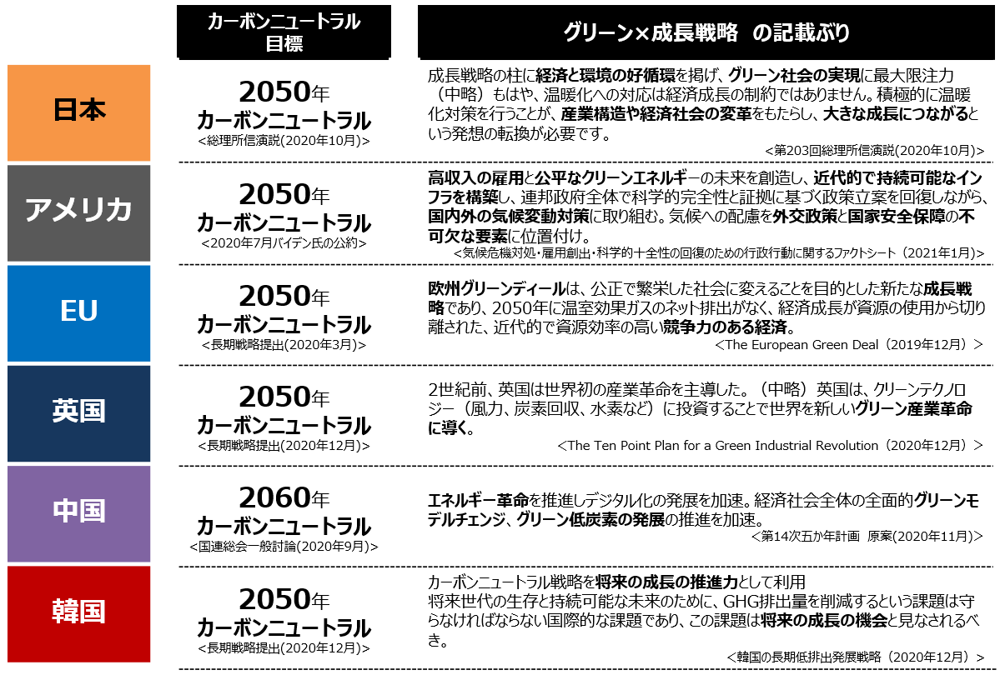 カーボンニュートラル
目標
グリーン×成長戦略 の記載ぶり
日本
2050年
カーボンニュートラル
<総理所信演説(2020年10月)>
成長戦略の柱に経済と環境の好循環を掲げ、グリーン社会の実現に最大限注力
（中略）もはや、温暖化への対応は経済成長の制約ではありません。積極的に温暖
化対策を行うことが、産業構造や経済社会の変革をもたらし、大きな成長につながると
いう発想の転換が必要です。
<第203回総理所信演説(2020年10月)>
アメリカ
2050年
カーボンニュートラル
<2020年7月バイデン氏の公約>
高収入の雇用と公平なクリーンエネルギーの未来を創造し、近代的で持続可能なイン
フラを構築し、連邦政府全体で科学的完全性と証拠に基づく政策立案を回復しながら、
国内外の気候変動対策に取り組む。気候への配慮を外交政策と国家安全保障の不
可欠な要素に位置付け。
<気候危機対処・雇用創出・科学的十全性の回復のための行政行動に関するファクトシート（2021年1月)>
EU
2050年
カーボンニュートラル
<長期戦略提出(2020年3月)>
欧州グリーンディールは、公正で繁栄した社会に変えることを目的とした新たな成長戦
略であり、2050年に温室効果ガスのネット排出がなく、経済成長が資源の使用から切り
離された、近代的で資源効率の高い競争力のある経済。
<The European Green Deal（2019年12月）>
英国
2050年
カーボンニュートラル
<長期戦略提出(2020年12月)>
2世紀前、英国は世界初の産業革命を主導した。（中略）英国は、クリーンテクノロ
ジー（風力、炭素回収、水素など）に投資することで世界を新しいグリーン産業革命
に導く。
<The Ten Point Plan for a Green Industrial Revolution（2020年12月）>
中国
2060年
カーボンニュートラル
<国連総会一般討論(2020年9月)>
エネルギー革命を推進しデジタル化の発展を加速。経済社会全体の全面的グリーンモ
デルチェンジ、グリーン低炭素の発展の推進を加速。
<第14次五か年計画 原案(2020年11月)>
韓国
2050年
カーボンニュートラル
<長期戦略提出(2020年12月)>
カーボンニュートラル戦略を将来の成長の推進力として利用
将来世代の生存と持続可能な未来のために、GHG排出量を削減するという課題は守
らなければならない国際的な課題であり、この課題は将来の成長の機会と見なされるべ
き。
<韓国の長期低排出発展戦略（2020年12月）>